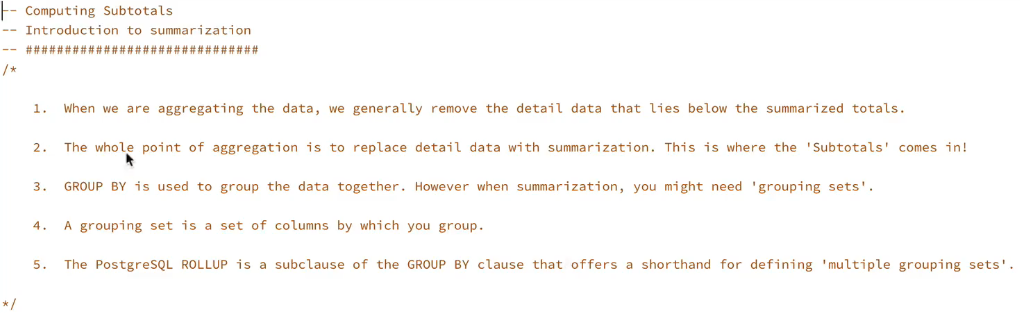 -- Computing Subtotals
-- Introduction to summarization
-- ##############################
/*
1. When we are aggregating the data, we generally remove the detail data that lies below the summarized totals.
2. The whole point of aggregation is to replace detail data with summarization. This is where the 'Subtotals' comes in!
3. GROUP BY is used to group the data together. However when summarization, you might need 'grouping sets'.
4. A grouping set is a set of columns by which you group.
5. The PostgreSQL ROLLUP is a subclause of the GROUP BY clause that offers a shorthand for defining 'multiple grouping sets'.
*/